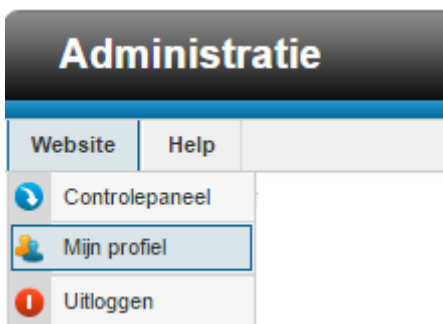 Administratie
Website Help
Controlepaneel
Mijn profiel
Uitloggen